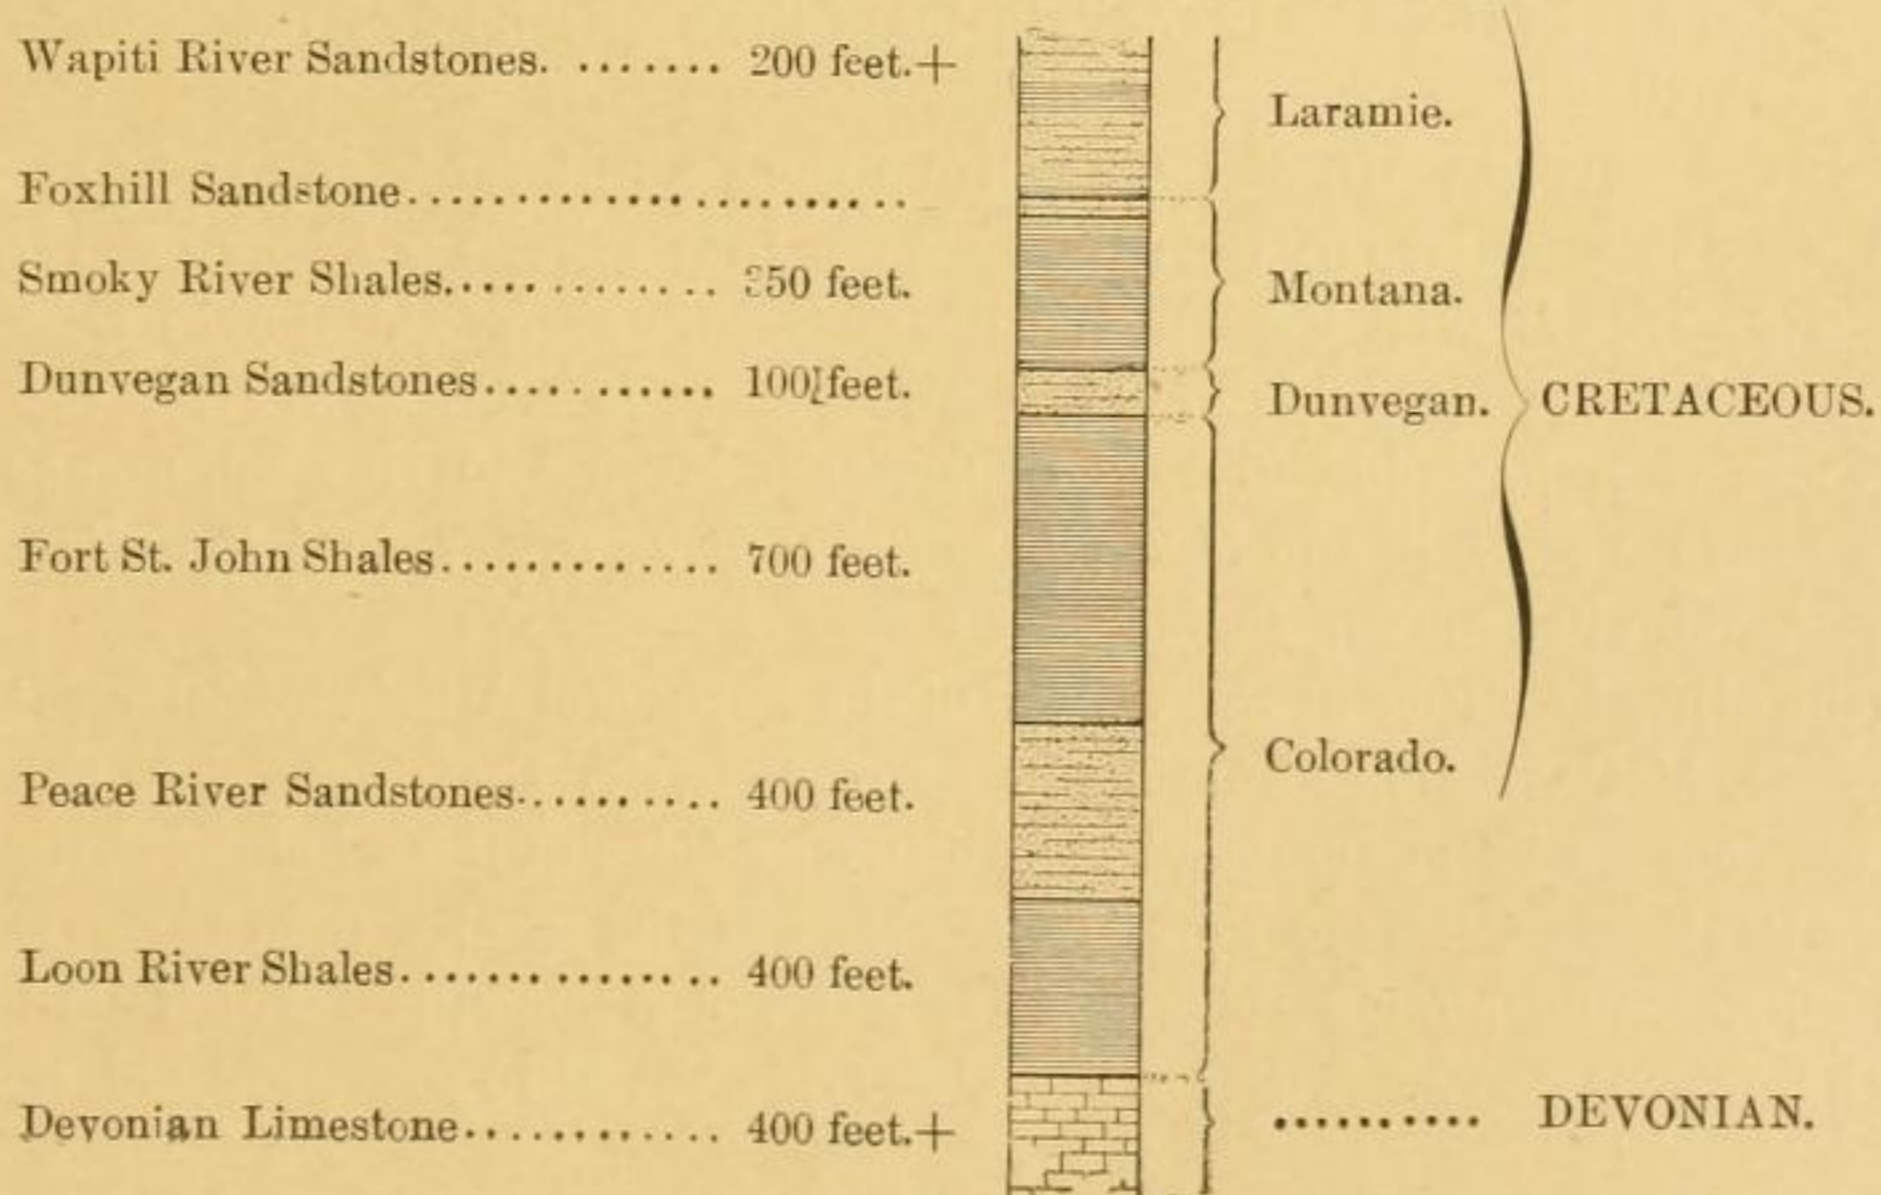 Wapiti River Sandstones. ....... 200 feet.+
Laramie.
Foxhill Sandstone.......................
Smoky River Shales............. 350 feet.
Montana.
Dunvegan Sandstones........... 100 feet.
Dunvegan.
CRETACEOUS.
Fort St. John Shales............. 700 feet.
Colorado.
Peace River Sandstones.......... 400 feet.
Loon River Shales............... 400 feet.
Devonian Limestone............ 400 feet.+
.......... DEVONIAN.